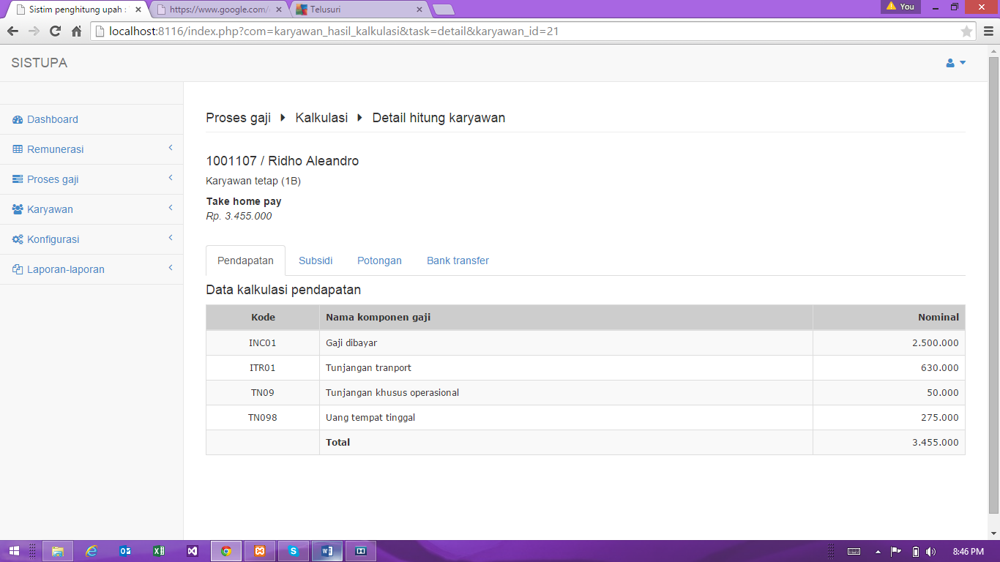 Sistim penghitung upah :
https://www.google.com/
Telusuri
You
localhost:8116/index.php?com=karyawan_hasil_kalkulasi&task=detail&karyawan_id=21
SISTUPA
Dashboard
Remunerasi
Proses gaji
Karyawan
Konfigurasi
Laporan-laporan
Proses gaji Kalkulasi Detail hitung karyawan
1001107 / Ridho Aleandro
Karyawan tetap (1B)
Take home pay
Rp. 3.455.000
Pendapatan Subsidi Potongan Bank transfer
Data kalkulasi pendapatan
Kode Nama komponen gaji Nominal
INC01 Gaji dibayar 2.500.000
ITR01 Tunjangan tranport 630.000
TN09 Tunjangan khusus operasional 50.000
TN098 Uang tempat tinggal 275.000
Total 3.455.000
8:46 PM